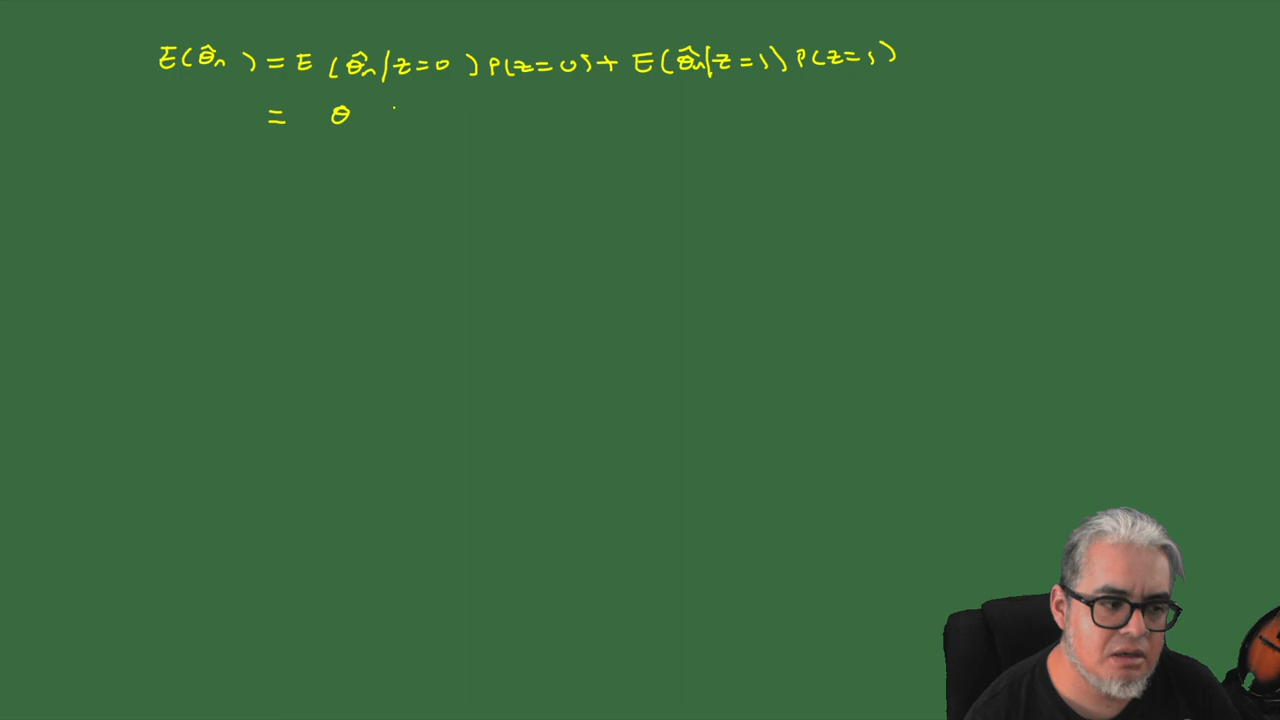 E(θ̂n) = E(θ̂n/z=0)P(z=0)+E(θ̂n|z=1)P(z=1)
= θ